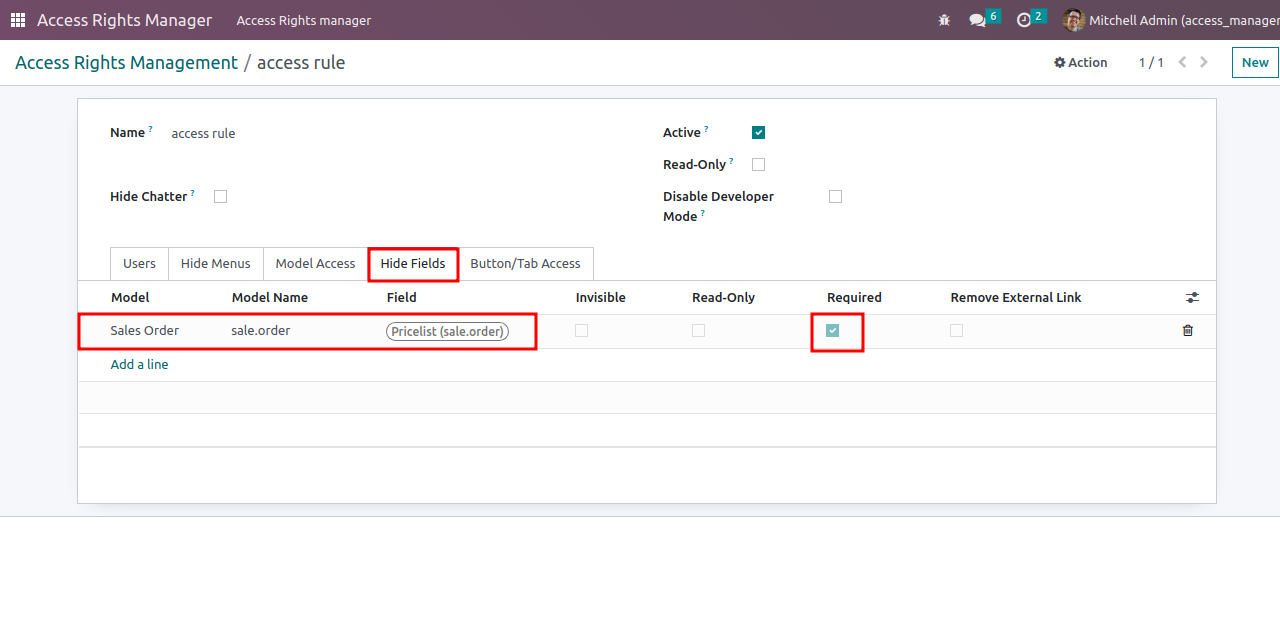 Access Rights Manager Access Rights manager 6 2 Mitchell Admin (access_manager
Access Rights Management / access rule Action 1 / 1 New
Name ? access rule Active ?
Read-Only ?
Hide Chatter ? Disable Developer
Mode ?
Users Hide Menus Model Access Hide Fields Button/Tab Access
Model Model Name Field Invisible Read-Only Required Remove External Link
Sales Order sale.order Pricelist (sale.order)
Add a line